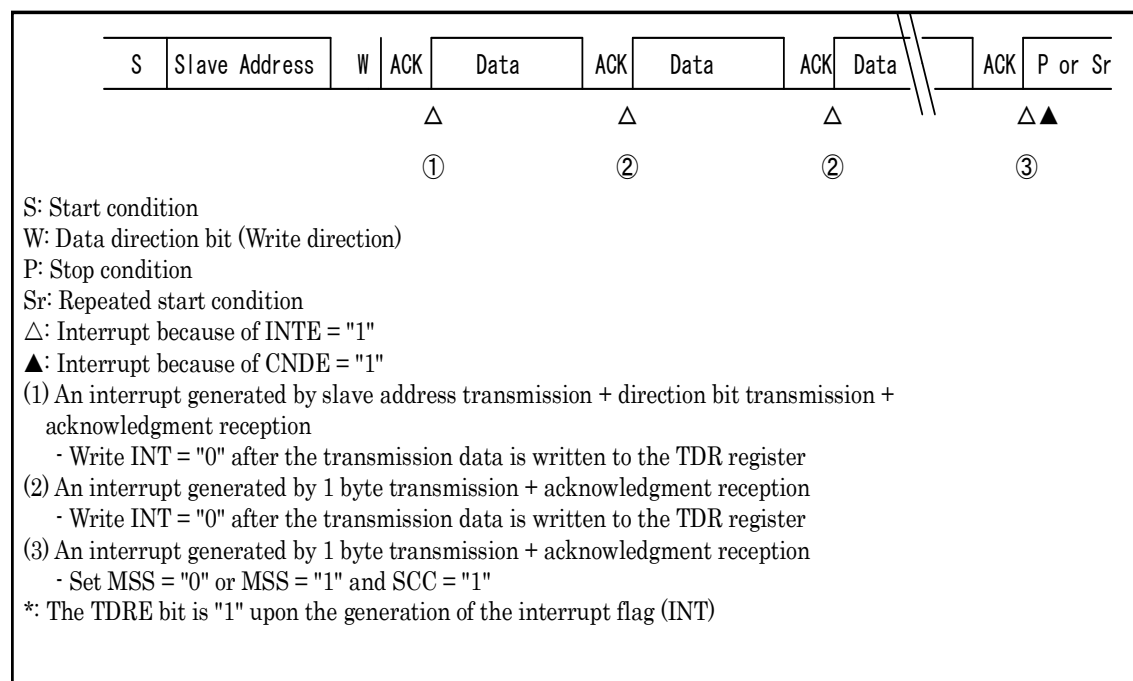 S Slave Address W ACK Data ACK Data ACK Data ACK P or Sr
△ △ △ △▲
① ② ② ③
S: Start condition
W: Data direction bit (Write direction)
P: Stop condition
Sr: Repeated start condition
△: Interrupt because of INTE = "1"
▲: Interrupt because of CNDE = "1"
(1) An interrupt generated by slave address transmission + direction bit transmission +
acknowledgment reception
- Write INT = "0" after the transmission data is written to the TDR register
(2) An interrupt generated by 1 byte transmission + acknowledgment reception
- Write INT = "0" after the transmission data is written to the TDR register
(3) An interrupt generated by 1 byte transmission + acknowledgment reception
- Set MSS = "0" or MSS = "1" and SCC = "1"
*: The TDRE bit is "1" upon the generation of the interrupt flag (INT)